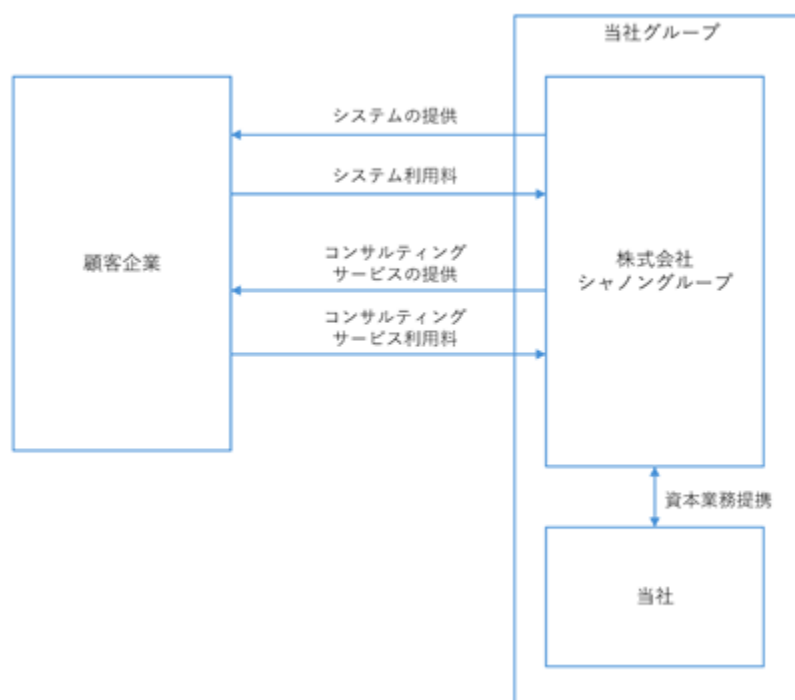 当社グループ
システムの提供
システム利用料
顧客企業
コンサルティング
サービスの提供
コンサルティング
サービス利用料
株式会社
シャノングループ
資本業務提携
当社